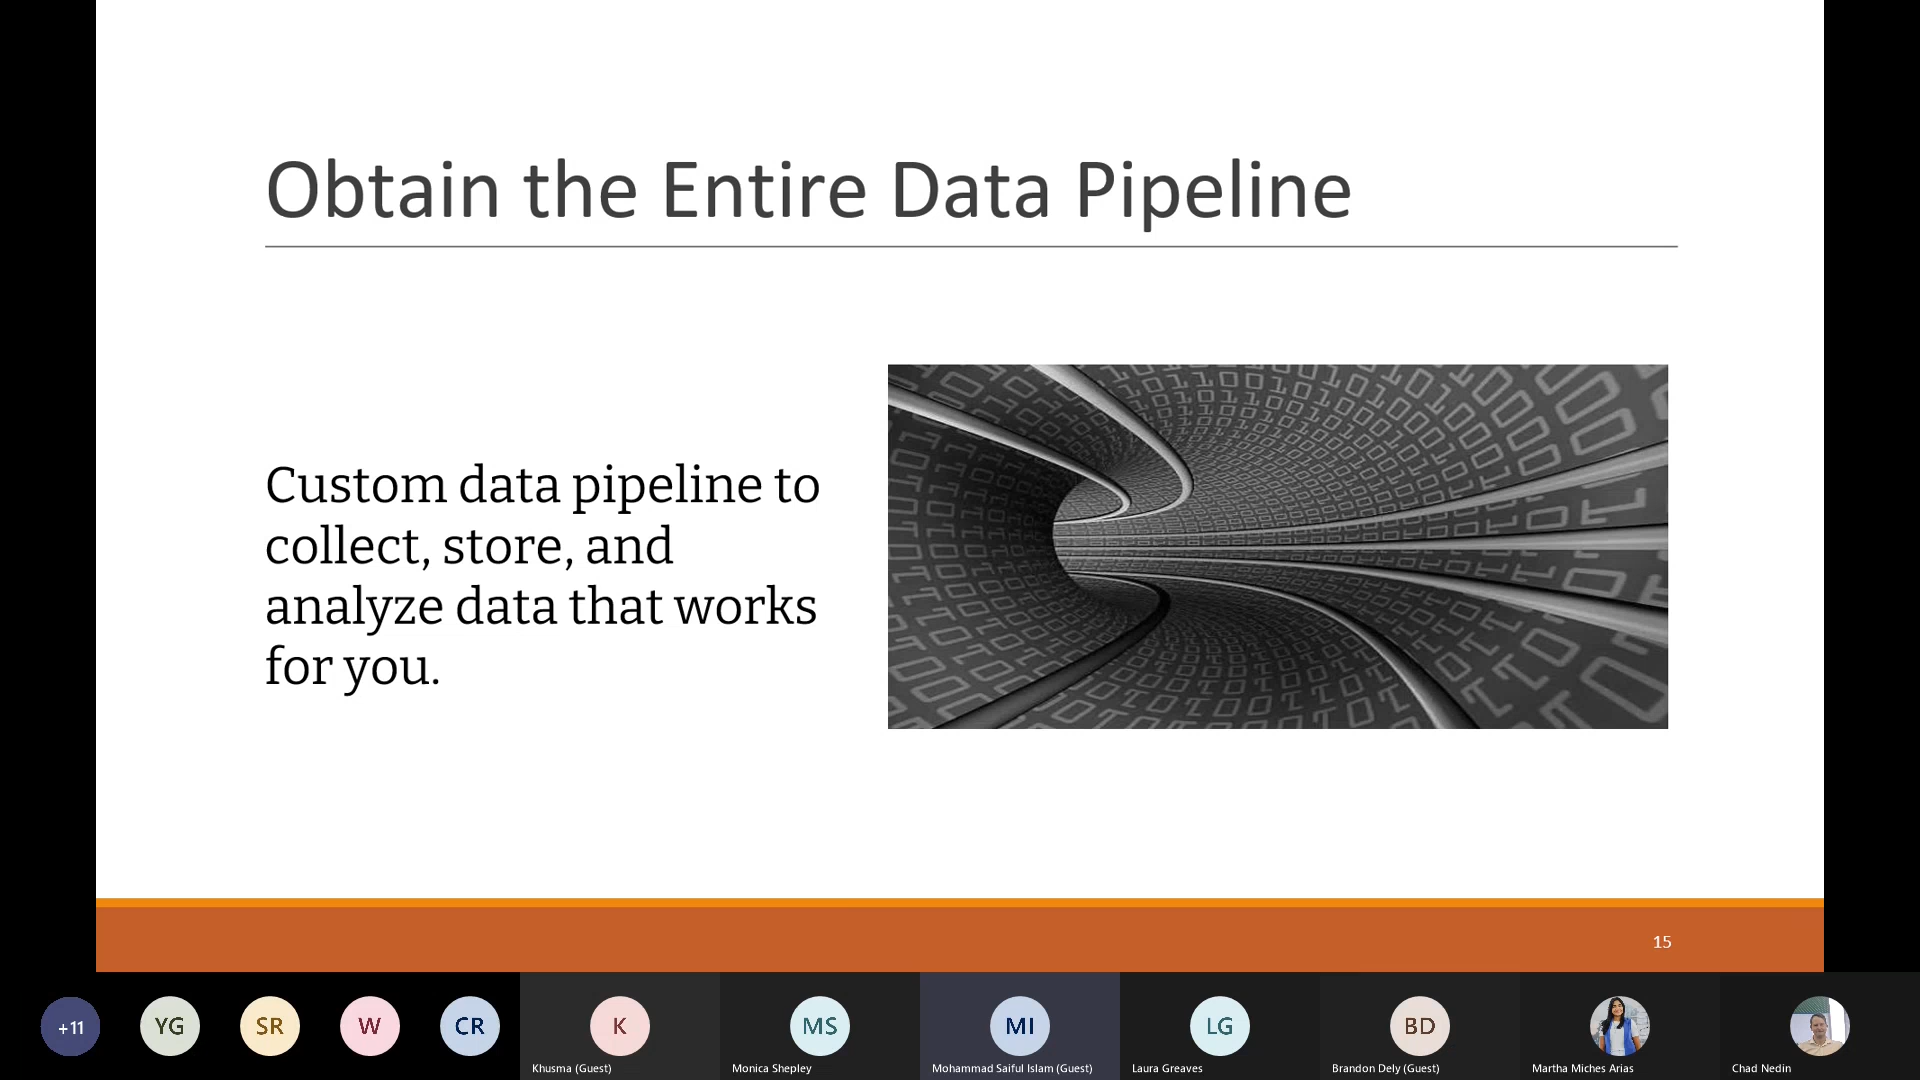 Obtain the Entire Data Pipeline
Custom data pipeline to
collect, store, and
analyze data that works
for you.
15
+11
YG
SR
W
CR
K
MS
MI
LG
BD
Khusma (Guest)
Monica Shepley
Mohammad Saiful Islam (Guest)
Laura Greaves
Brandon Dely (Guest)
Martha Miches Arias
Chad Nedin